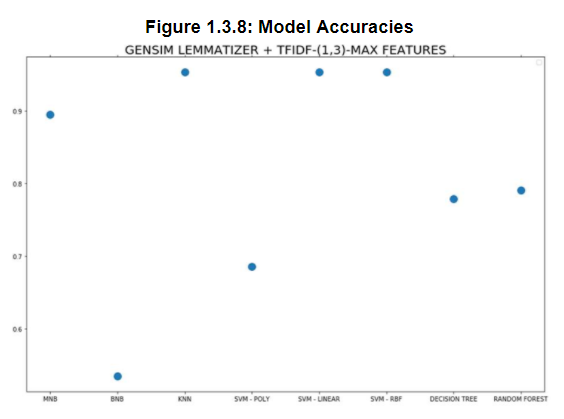 Figure 1.3.8: Model Accuracies
GENSIM LEMMATIZER + TFIDF-(1,3)-MAX FEATURES
0.9
0.8
0.7
0.6
MNB BNB KNN SVM - POLY SVM - LINEAR SVM - RBF DECISION TREE RANDOM FOREST